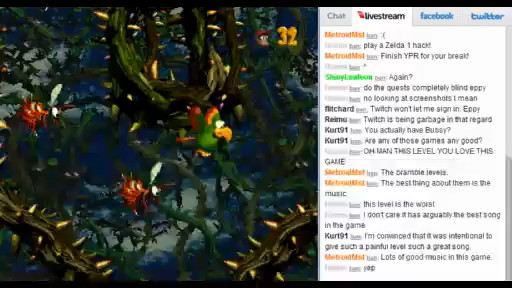 31
Chat livestream facebook twitter
MetroidMst : :(
: play a Zelda 1 hack!
MetroidMst : Finish YPR for your break!
: ^
ShinyLeafeon : Again?
: do the quests completely blind eppy
: no looking at screenshots I mean
flitchard : Twitch won't let me sign in. Eppy
Reimu : Twitch is being garbage in that regard
Kurt91 : You actually have Bussy?
Kurt91 : Are any of those games any good?
: OH MAN THIS LEVEL YOU LOVE THIS
GAME
MetroidMst : The bramble levels.
MetroidMst : The best thing about them is the
music.
: this level is the worst
: I don't care it has arguably the best song
in the game
Kurt91 : I'm convinced that it was intentional to
give such a painful level such a great song.
MetroidMst : Lots of good music in this game.
: yep